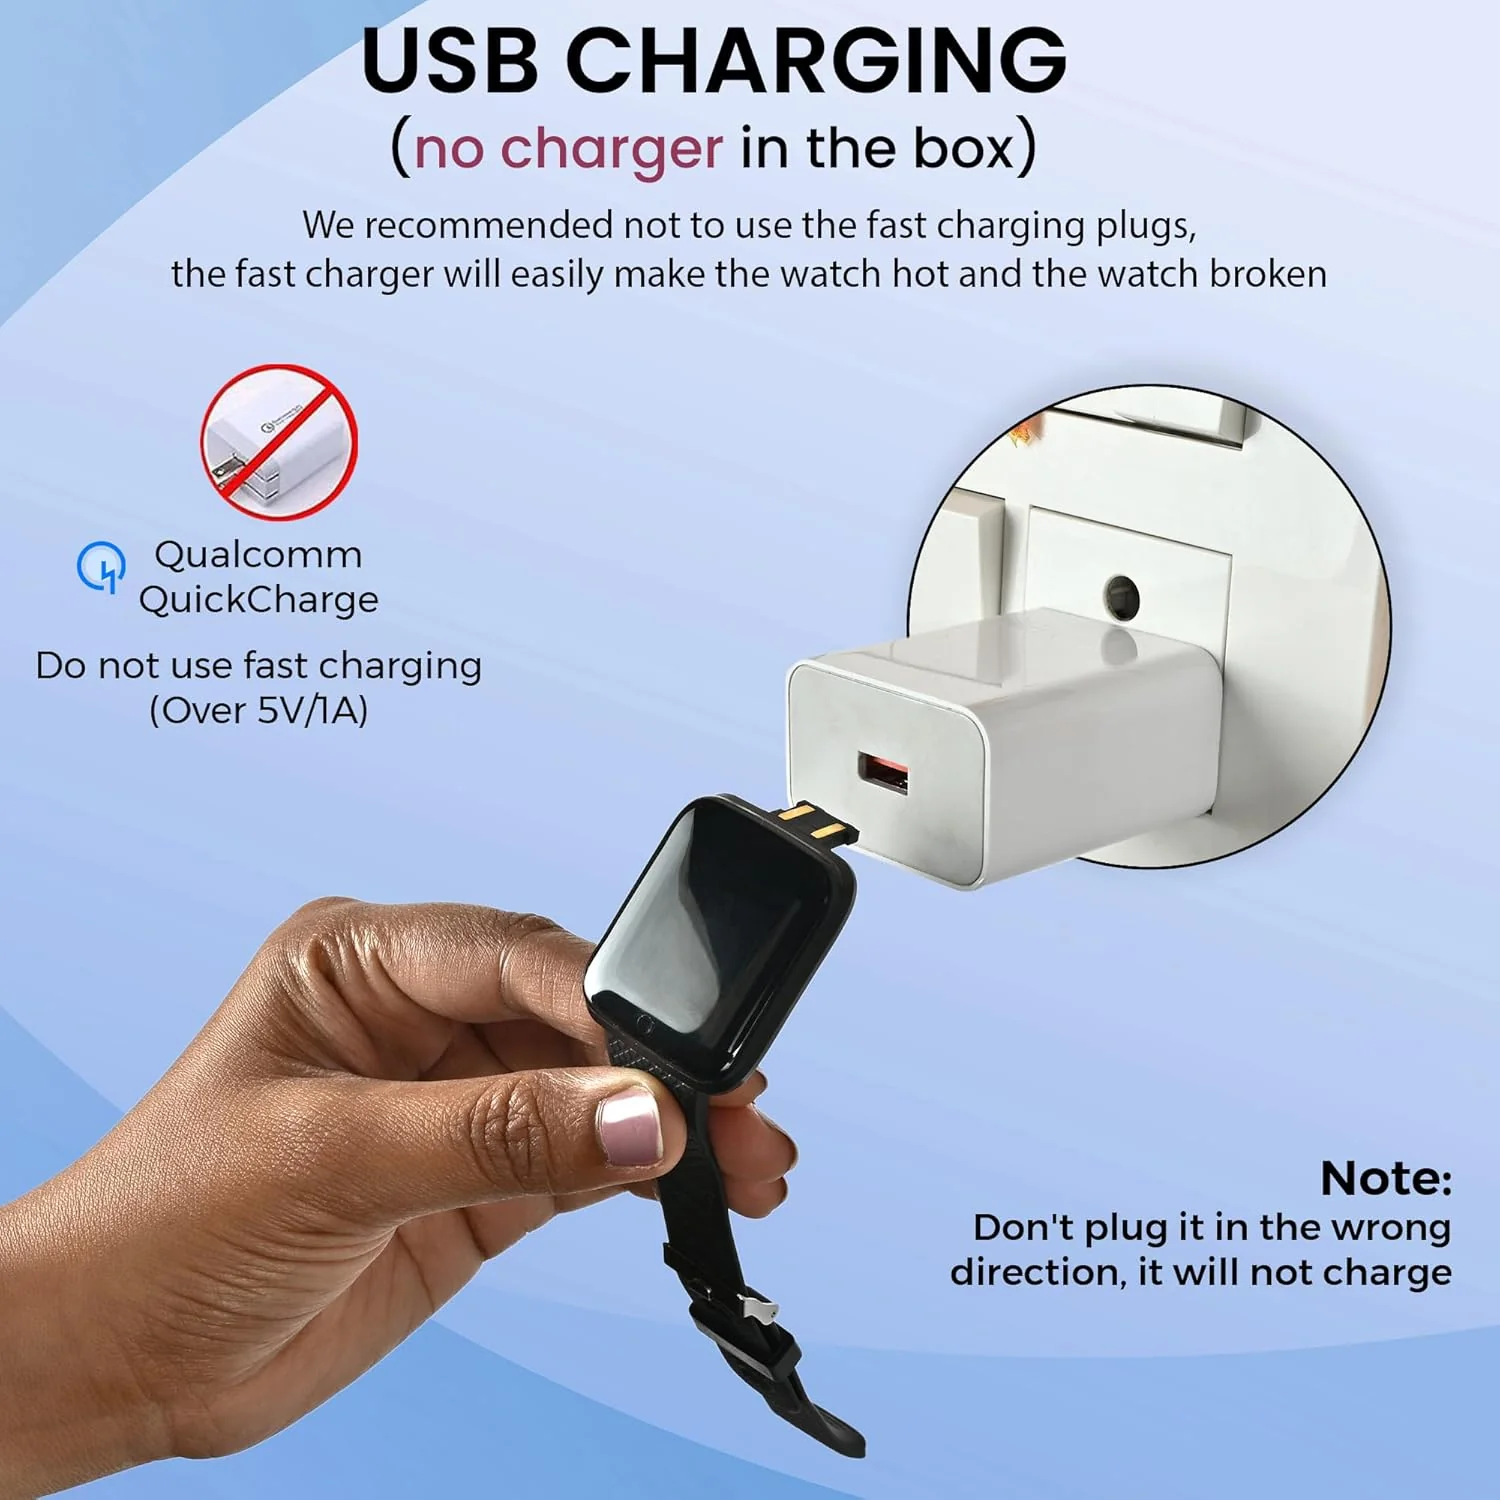 USB CHARGING
(no charger in the box)
We recommended not to use the fast charging plugs,
the fast charger will easily make the watch hot and the watch broken
Qualcomm
QuickCharge
Do not use fast charging
(Over 5V/1A)
Note:
Don't plug it in the wrong
direction, it will not charge